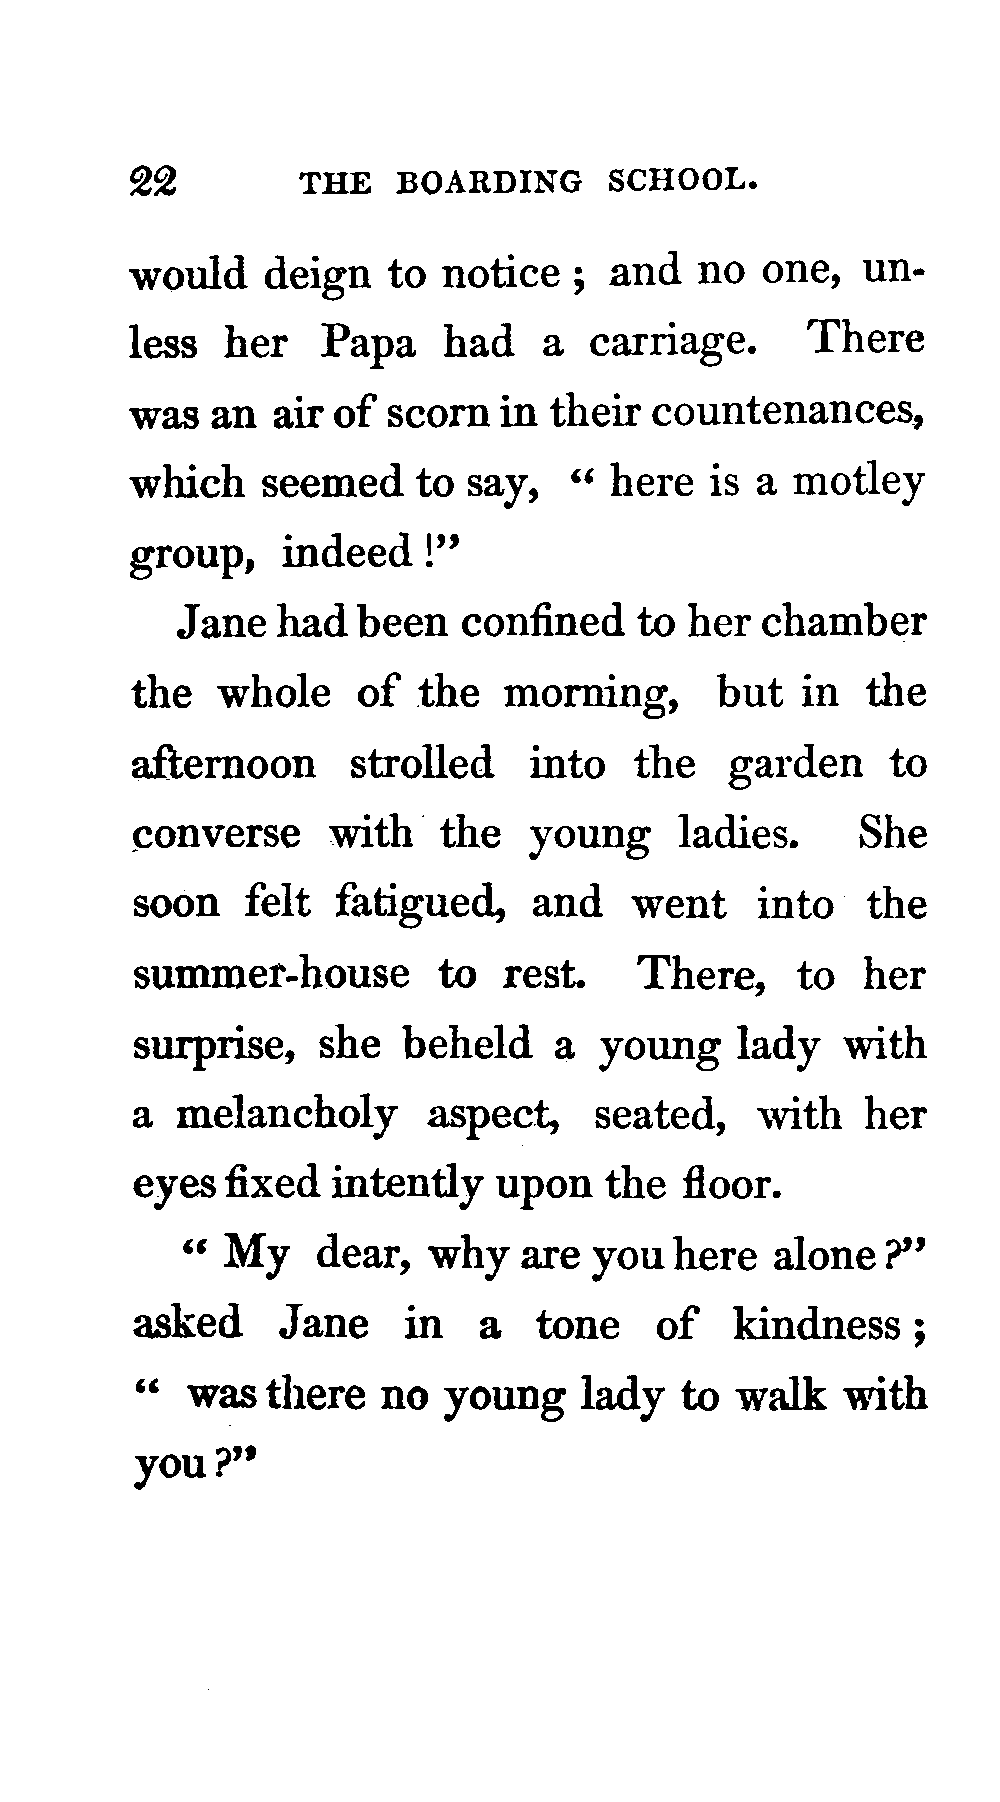 22 THE BOARDING SCHOOL.
would deign to notice ; and no one, un-
less her Papa had a carriage. There
was an air of scorn in their countenances,
which seemed to say, “ here is a motley
group, indeed !”
Jane had been confined to her chamber
the whole of the morning, but in the
afternoon strolled into the garden to
converse with the young ladies. She
soon felt fatigued, and went into the
summer-house to rest. There, to her
surprise, she beheld a young lady with
a melancholy aspect, seated, with her
eyes fixed intently upon the floor.
“ My dear, why are you here alone ?”
asked Jane in a tone of kindness ;
“ was there no young lady to walk with
you ?”